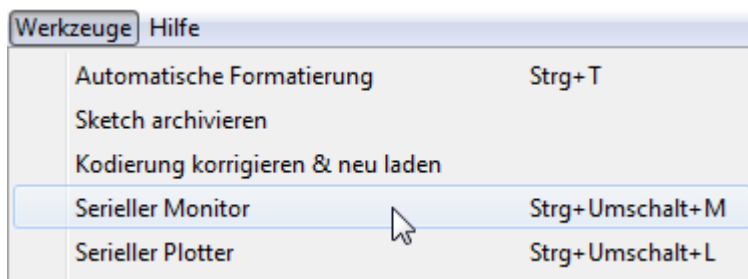 Werkzeuge Hilfe
Automatische Formatierung Strg+T
Sketch archivieren
Kodierung korrigieren & neu laden
Serieller Monitor Strg+Umschalt+M
Serieller Plotter Strg+Umschalt+L